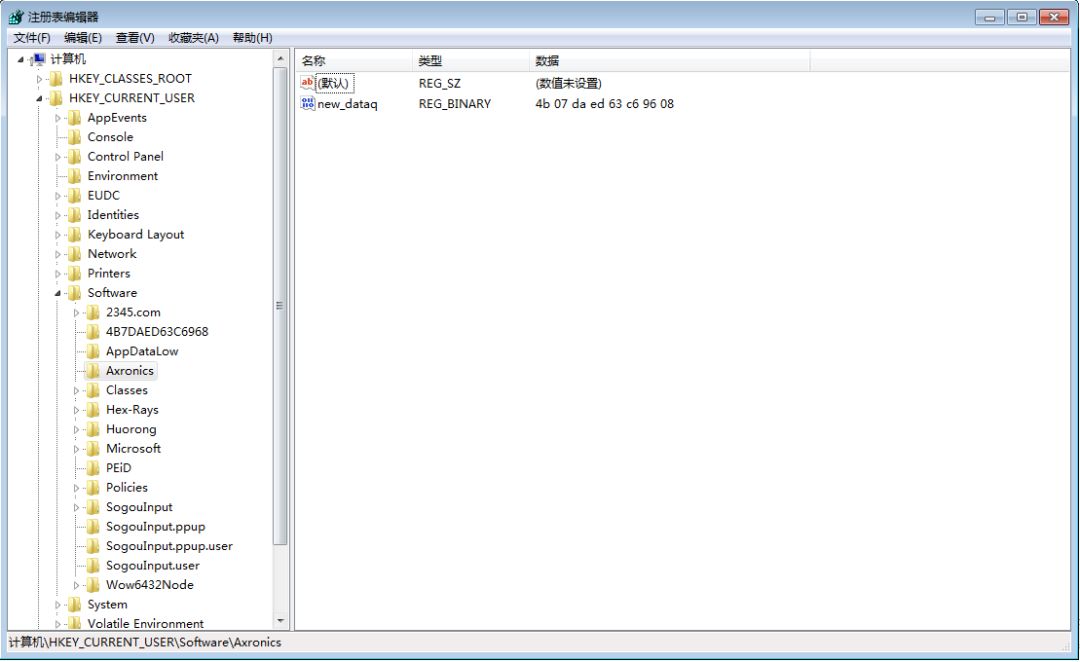 注册表编辑器
文件(F) 编辑(E) 查看(V) 收藏夹(A) 帮助(H)
计算机
HKEY_CLASSES_ROOT
HKEY_CURRENT_USER
AppEvents
Console
Control Panel
Environment
EUDC
Identities
Keyboard Layout
Network
Printers
Software
2345.com
4B7DAED63C6968
AppDataLow
Axronics
Classes
Hex-Rays
Huorong
Microsoft
PEiD
Policies
SogouInput
SogouInput.ppup
SogouInput.ppup.user
SogouInput.user
Wow6432Node
System
Volatile Environment
名称 类型 数据
(默认) REG_SZ (数值未设置)
new_dataq REG_BINARY 4b 07 da ed 63 c6 96 08
计算机\HKEY_CURRENT_USER\Software\Axronics